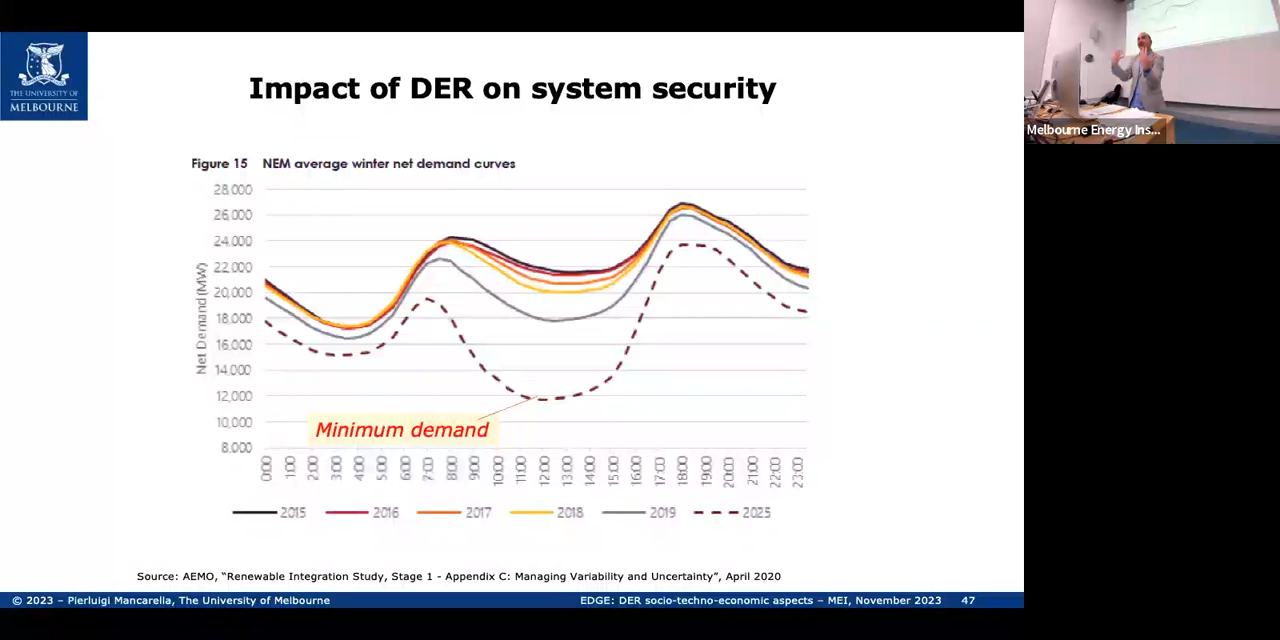 THE UNIVERSITY OF
MELBOURNE
Impact of DER on system security
Figure 15 NEM average winter net demand curves
Net Demand (MW)
28,000
26,000
24,000
22,000
20,000
18,000
16,000
14,000
12,000
10,000
8,000
Minimum demand
0:00 1:00 2:00 3:00 4:00 5:00 6:00 7:00 8:00 9:00 10:00 11:00 12:00 13:00 14:00 15:00 16:00 17:00 18:00 19:00 20:00 21:00 22:00 23:00
2015 2016 2017 2018 2019 2025
Source: AEMO, “Renewable Integration Study, Stage 1 - Appendix C: Managing Variability and Uncertainty”, April 2020
© 2023 – Pierluigi Mancarella, The University of Melbourne
EDGE: DER socio-techno-economic aspects – MEI, November 2023 47
Melbourne Energy Ins...